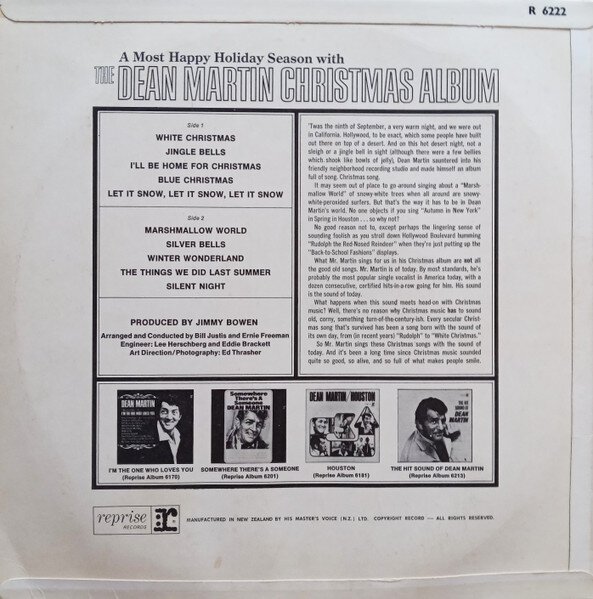 R 6222
A Most Happy Holiday Season with
THE DEAN MARTIN CHRISTMAS ALBUM
Side 1
WHITE CHRISTMAS
JINGLE BELLS
I'LL BE HOME FOR CHRISTMAS
BLUE CHRISTMAS
LET IT SNOW, LET IT SNOW, LET IT SNOW
Side 2
MARSHMALLOW WORLD
SILVER BELLS
WINTER WONDERLAND
THE THINGS WE DID LAST SUMMER
SILENT NIGHT
PRODUCED BY JIMMY BOWEN
Arranged and Conducted by Bill Justis and Ernie Freeman
Engineer: Lee Herschberg and Eddie Brackett
Art Direction/Photography: Ed Thrasher
'Twas the ninth of September, a very warm night, and we were out
in California. Hollywood, to be exact, which some people have built
out there on top of a desert. And on this hot desert night, not a
sleigh or a jingle bell in sight (although there were a few bellies
which shook like bowls of jelly), Dean Martin sauntered into his
friendly neighborhood recording studio and made himself an album
full of song. Christmas song.
It may seem out of place to go around singing about a "Marsh-
mallow World" of snowy-white trees when all around are snowy-
white-peroxided surfers. But that's the way it has to be in Dean
Martin's world. No one objects if you sing "Autumn in New York"
in Spring in Houston . . . so why not?
No good reason not to, except perhaps the lingering sense of
sounding foolish as you stroll down Hollywood Boulevard humming
"Rudolph the Red-Nosed Reindeer" when they're just putting up the
"Back-to-School Fashions" displays.
What Mr. Martin sings for us in his Christmas album are not all
the good old songs. Mr. Martin is of today. By most standards, he's
probably the most popular single vocalist in America today, with a
dozen consecutive, certified hits-in-a-row going for him. His sound
is the sound of today.
What happens when this sound meets head-on with Christmas
music? Well, there's no reason why Christmas music has to sound
old, corny, something turn-of-the-century-ish. Every secular Christ-
mas song that's survived has been a song born with the sound of
its own day, from (in recent years) "Rudolph" to "White Christmas."
So Mr. Martin sings these Christmas songs with the sound of
today. And it's been a long time since Christmas music sounded
quite so good, so alive, and so full of what makes people smile.
DEAN MARTIN
I'M THE ONE WHO LOVES YOU
Somewhere
There's A
Someone
DEAN MARTIN
DEAN MARTIN/HOUSTON
THE HIT
SOUND OF
DEAN
MARTIN
I'M THE ONE WHO LOVES YOU
(Reprise Album 6170)
SOMEWHERE THERE'S A SOMEONE
(Reprise Album 6201)
HOUSTON
(Reprise Album 6181)
THE HIT SOUND OF DEAN MARTIN
(Reprise Album 6213)
reprise
RECORDS
r:
MANUFACTURED IN NEW ZEALAND BY HIS MASTER'S VOICE (N.Z.) LTD. COPYRIGHT RECORD — ALL RIGHTS RESERVED.